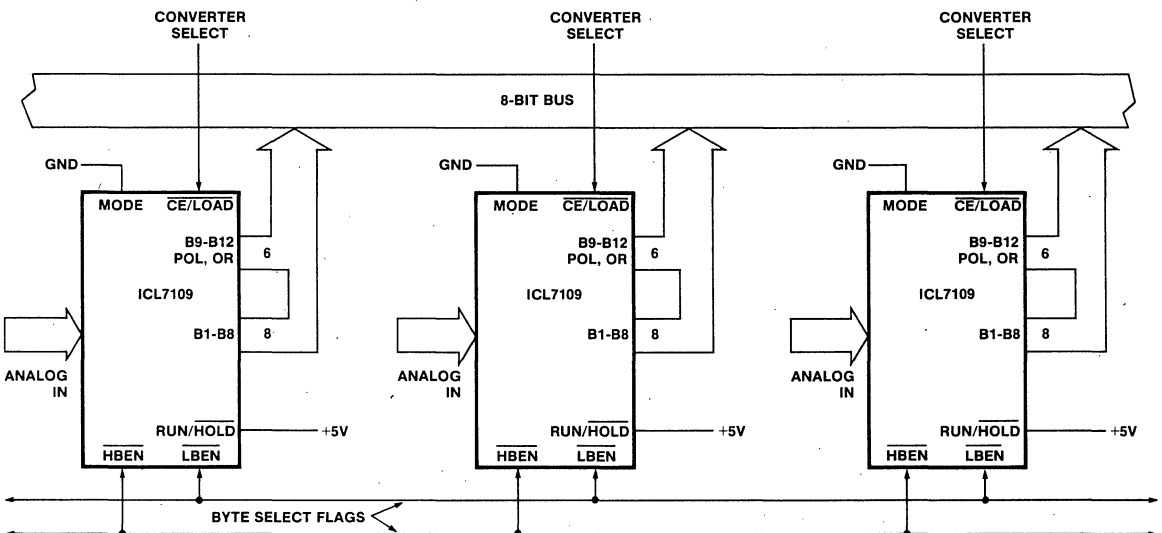 CONVERTER
SELECT
CONVERTER
SELECT
CONVERTER
SELECT
8-BIT BUS
GND
MODE
CE/LOAD
B9-B12
POL, OR
6
ICL7109
B1-B8
8
ANALOG
IN
RUN/HOLD
+5V
HBEN
LBEN
GND
MODE
CE/LOAD
B9-B12
POL, OR
6
ICL7109
B1-B8
8
ANALOG
IN
RUN/HOLD
+5V
HBEN
LBEN
GND
MODE
CE/LOAD
B9-B12
POL, OR
6
ICL7109
B1-B8
8
ANALOG
IN
RUN/HOLD
+5V
HBEN
LBEN
BYTE SELECT FLAGS